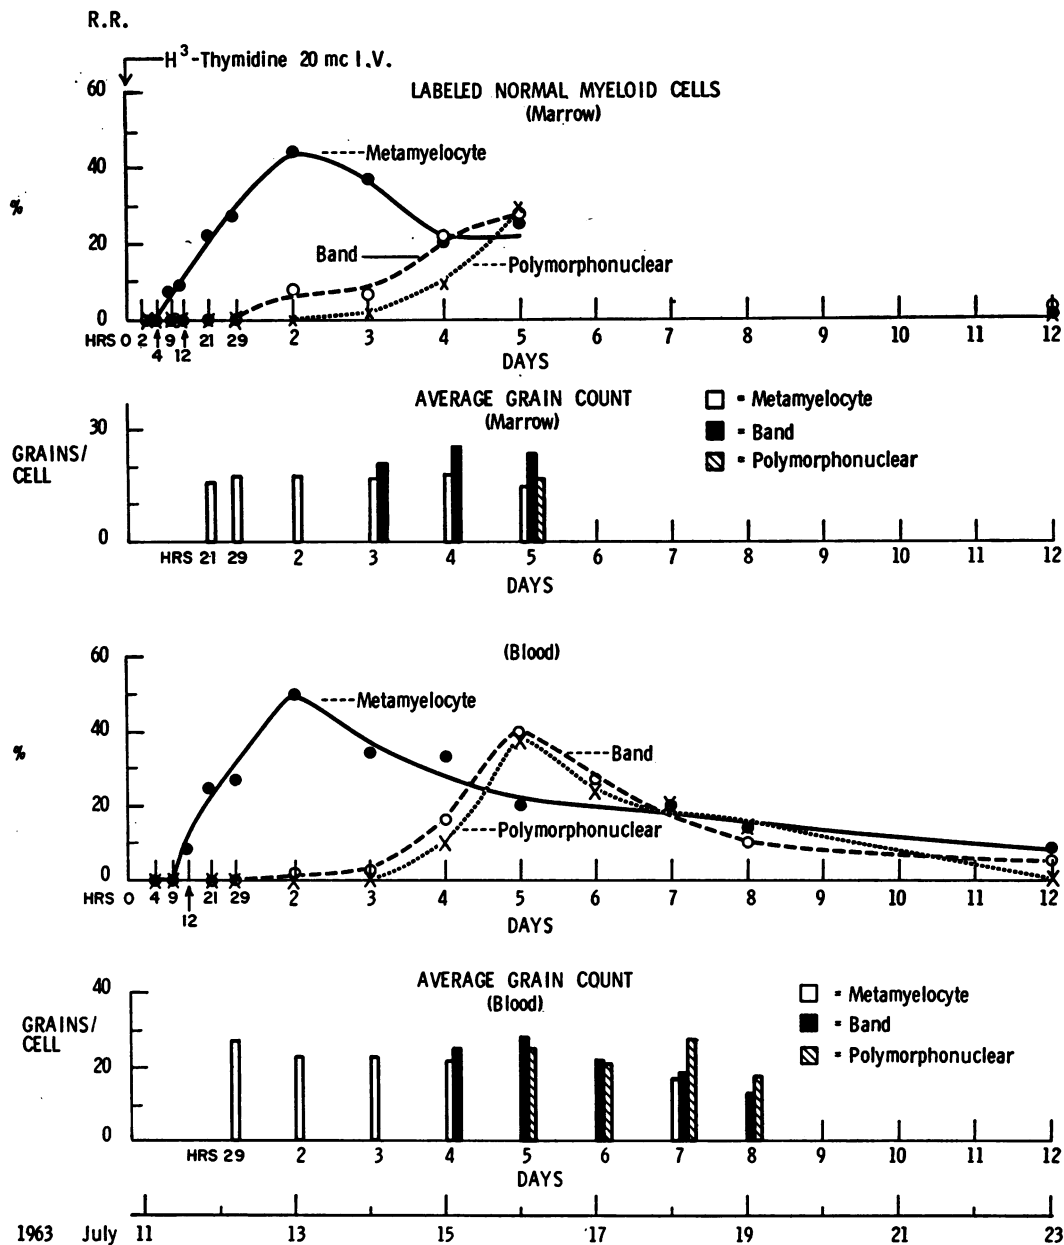 R.R.
H³-Thymidine 20 mc I.V.
LABELED NORMAL MYELOID CELLS
(Marrow)
60
40
%
20
0
Metamyelocyte
Band
Polymorphonuclear
HRS 0 2 4 9 12 21 29 2 3 4 5 6 7 8 9 10 11 12
DAYS
AVERAGE GRAIN COUNT
(Marrow)
= Metamyelocyte
= Band
= Polymorphonuclear
30
GRAINS/
CELL
0
HRS 21 29 2 3 4 5 6 7 8 9 10 11 12
DAYS
(Blood)
60
40
%
20
0
Metamyelocyte
Band
Polymorphonuclear
HRS 0 4 9 12 21 29 2 3 4 5 6 7 8 9 10 11 12
DAYS
AVERAGE GRAIN COUNT
(Blood)
= Metamyelocyte
= Band
= Polymorphonuclear
40
GRAINS/
CELL
20
0
HRS 29 2 3 4 5 6 7 8 9 10 11 12
DAYS
1963 July 11 13 15 17 19 21 23